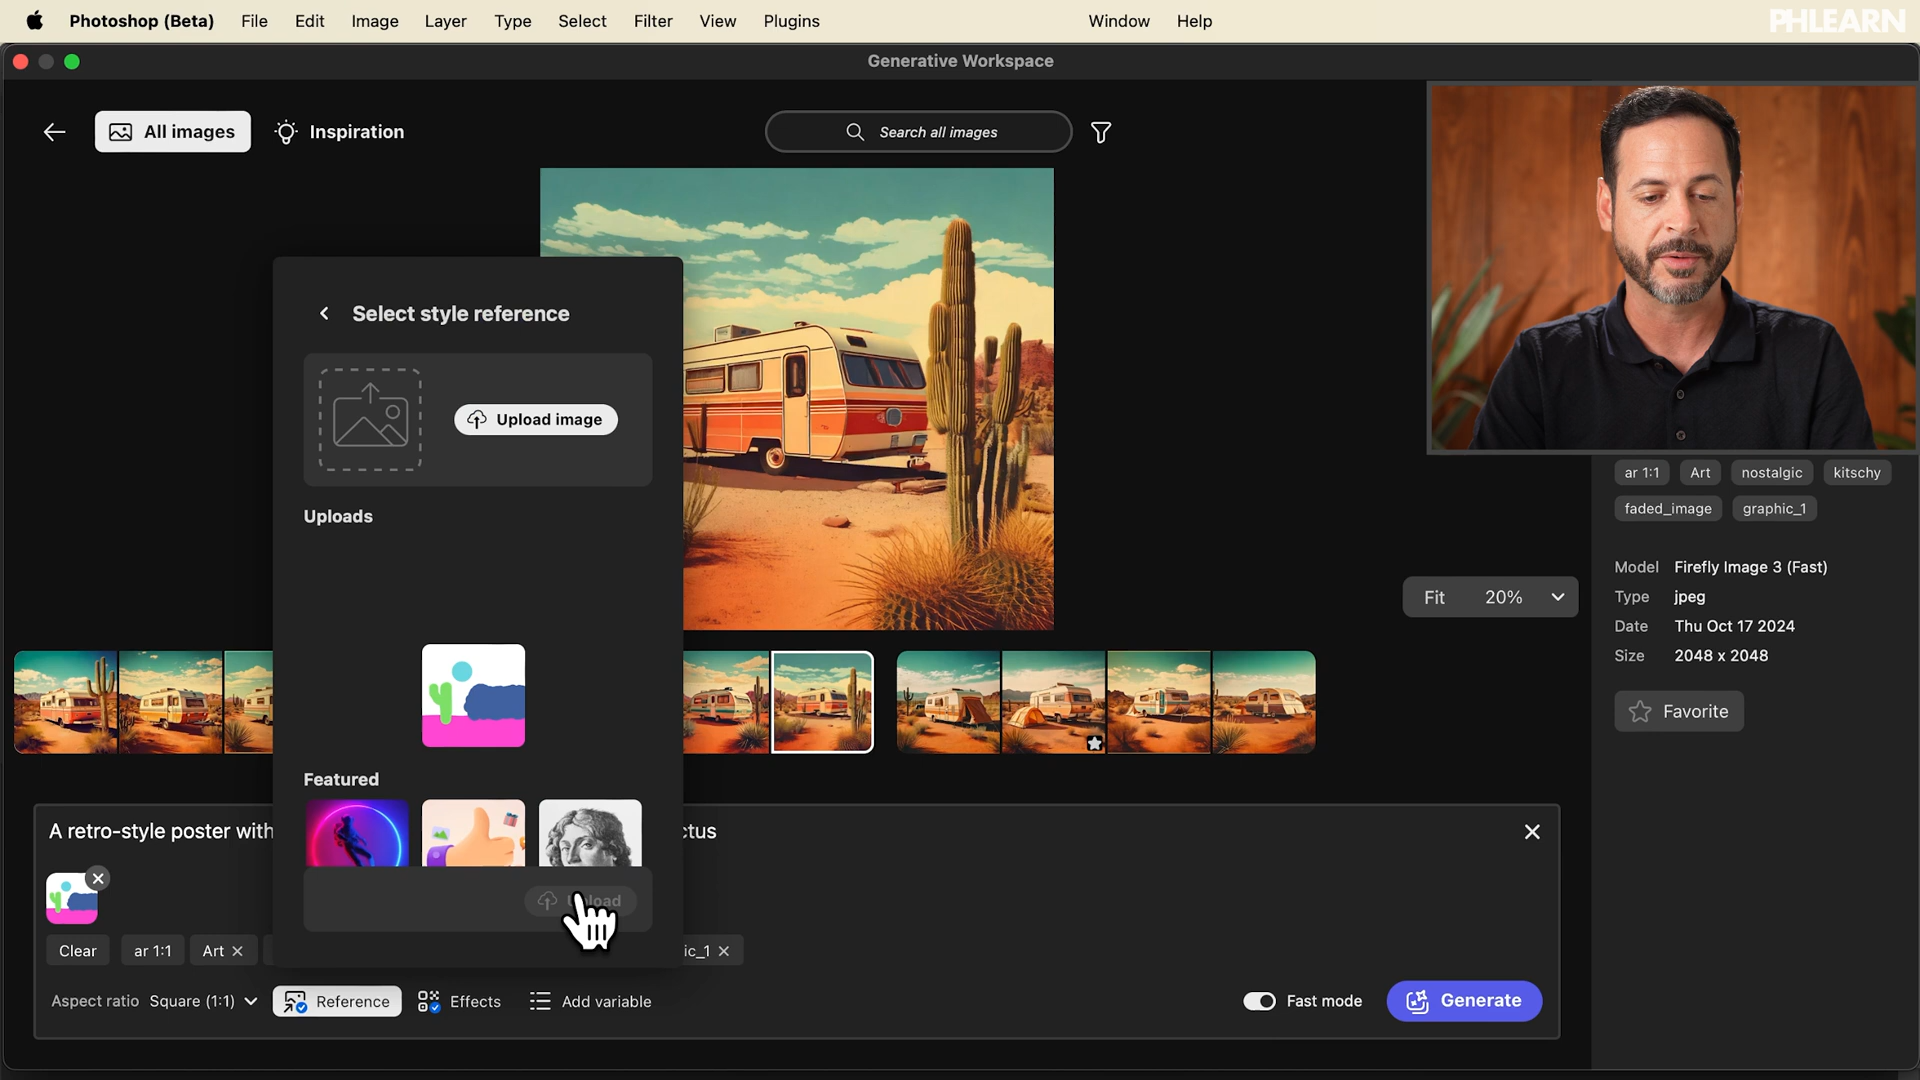 Photoshop (Beta) File Edit Image Layer Type Select Filter View Plugins Window Help
PHLEARN
Generative Workspace
All images Inspiration
Search all images
Select style reference
Upload image
Uploads
Featured
ar 1:1 Art nostalgic kitschy
faded_image graphic_1
Fit 20%
Model Firefly Image 3 (Fast)
Type jpeg
Date Thu Oct 17 2024
Size 2048 x 2048
Favorite
A retro-style poster with ctus
Clear ar 1:1 Art ic_1
Aspect ratio Square (1:1) Reference Effects Add variable
Fast mode Generate